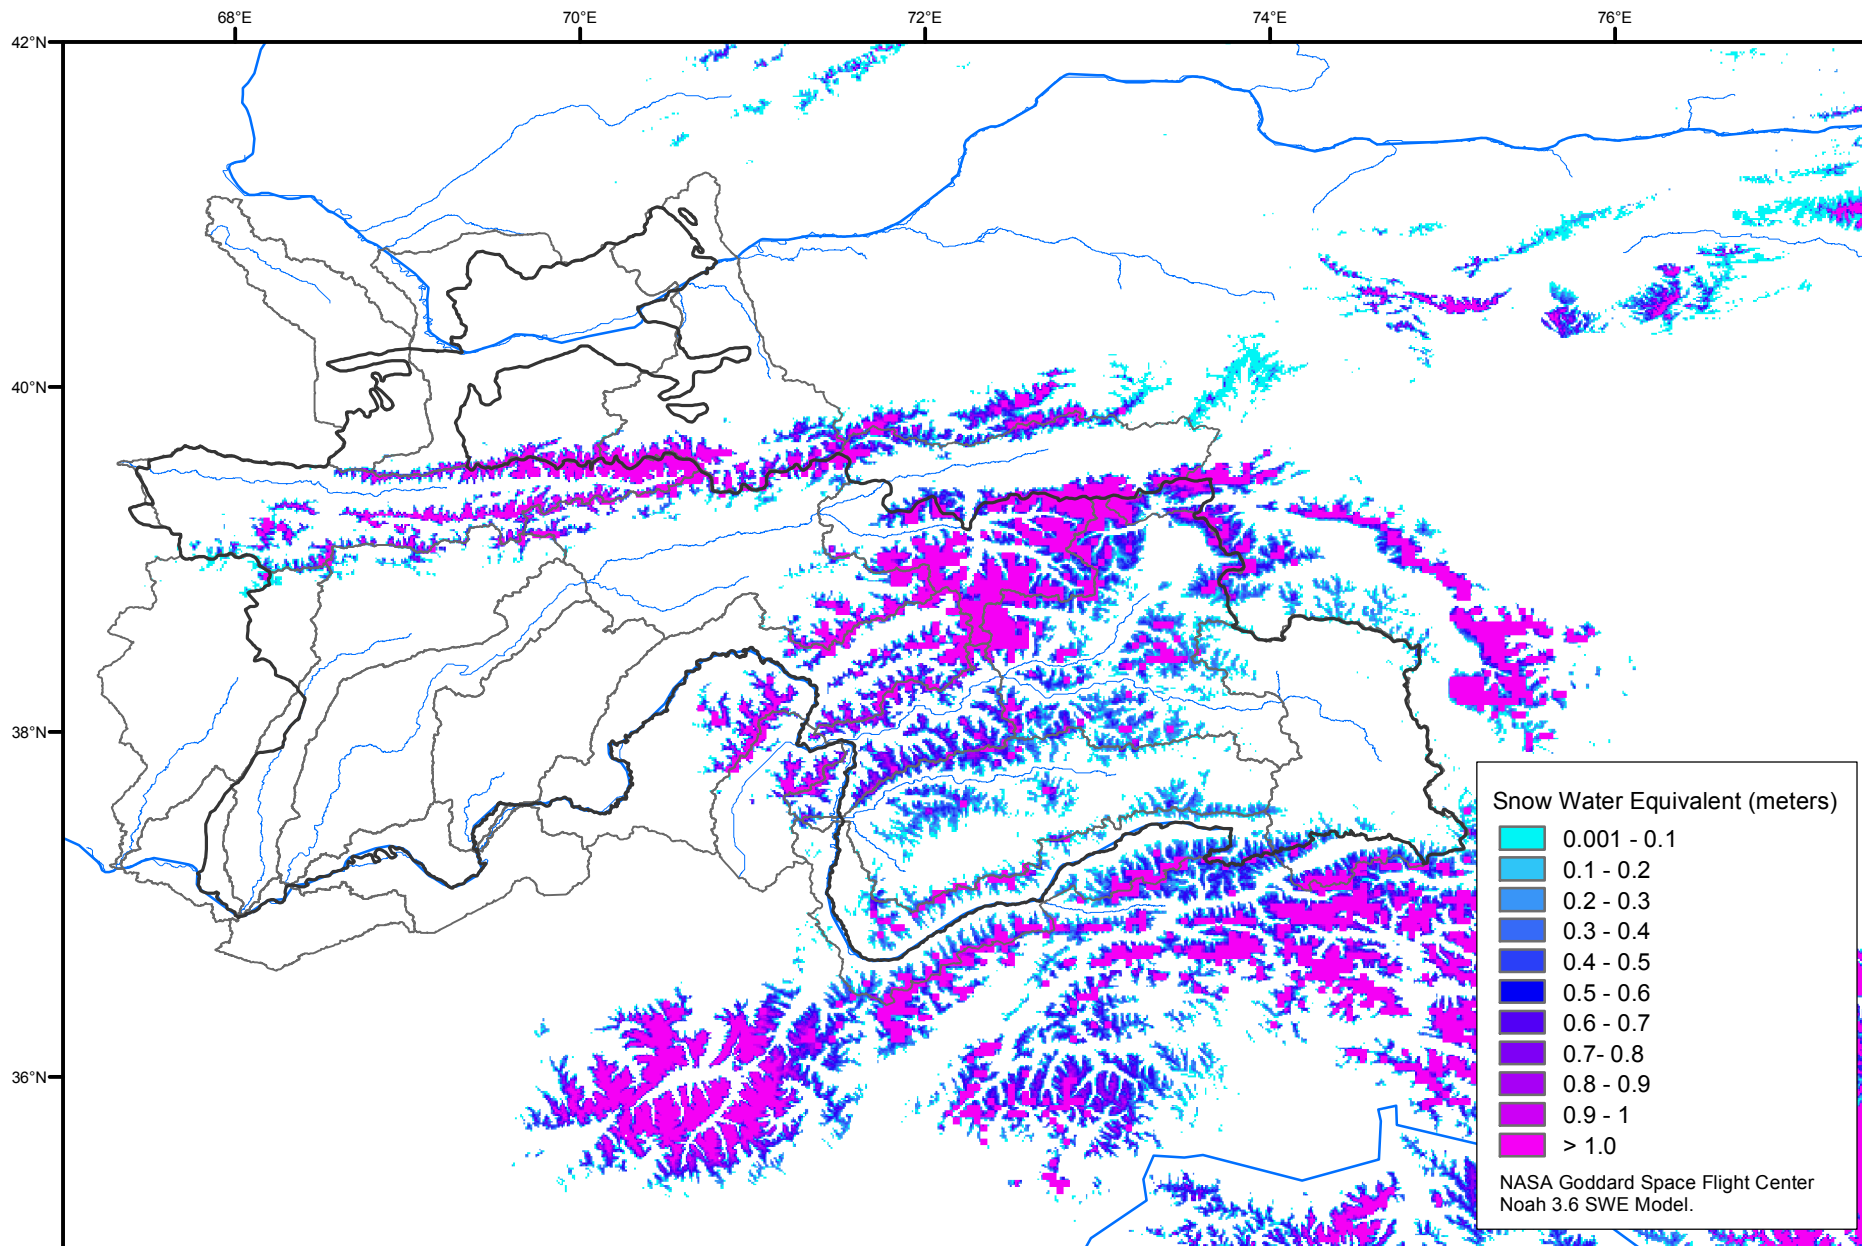 68°E 70°E 72°E 74°E 76°E
42°N
40°N
38°N
36°N
Snow Water Equivalent (meters)
0.001 - 0.1
0.1 - 0.2
0.2 - 0.3
0.3 - 0.4
0.4 - 0.5
0.5 - 0.6
0.6 - 0.7
0.7- 0.8
0.8 - 0.9
0.9 - 1
> 1.0
NASA Goddard Space Flight Center
Noah 3.6 SWE Model.